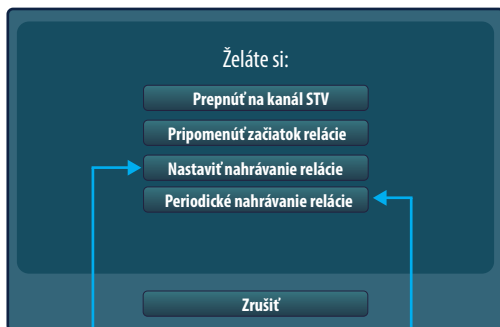 Želáte si:
Prepnúť na kanál STV
Pripomenúť začiatok relácie
Nastaviť nahrávanie relácie
Periodické nahrávanie relácie
Zrušiť